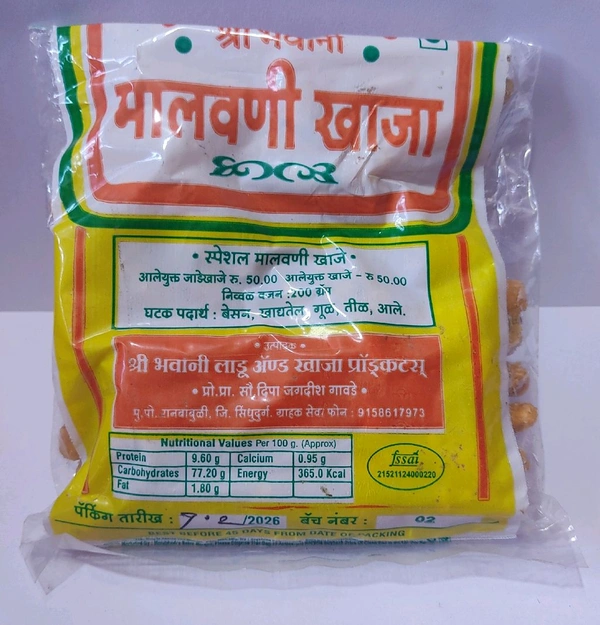 श्री भवानी
मालवणी खाजा
• स्पेशल मालवणी खाजे •
आलेयुक्त जाडेखाजे रु. 50.00 आलेयुक्त खाजे - रु 50.00
निव्वळ वजन :200 ग्रॅम
घटक पदार्थ : बेसन, खाद्यतेल, गूळ, तीळ, आले.
• उत्पादक •
श्री भवानी लाडू अॅण्ड खाजा प्रॉडक्टस्
• प्रो.प्रा. सौ. दिपा जगदीश गावडे •
मु.पो. अनबांबुळी, जि. सिंधुदुर्ग. ग्राहक सेवा फोन : 9158617973
Nutritional Values Per 100 g. (Approx)
Protein 9.60 g Calcium 0.95 g
Carbohydrates 77.20 g Energy 365.0 Kcal
Fat 1.80 g
fssai
21521124000220
पॅकिंग तारीख : /2026 बॅच नंबर : 02
BEST BEFORE 45 DAYS FROM DATE OF PACKING